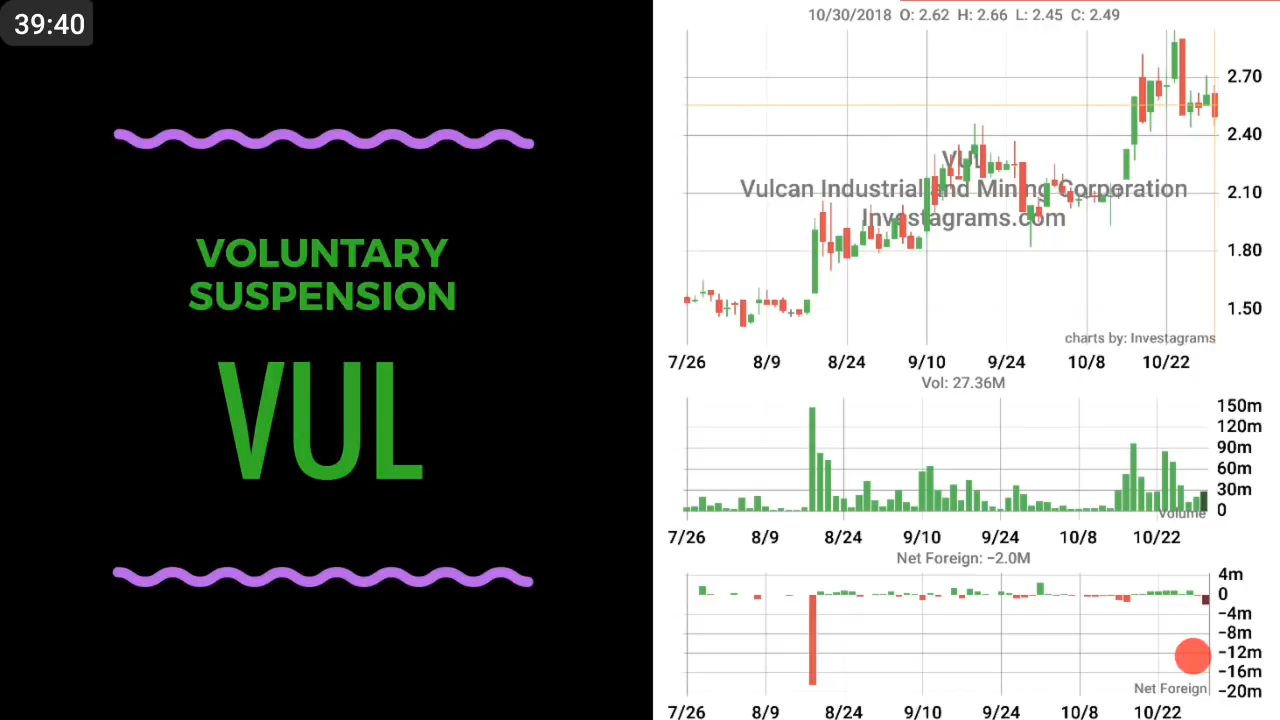 39:40
VOLUNTARY
SUSPENSION
VUL
10/30/2018 O: 2.62 H: 2.66 L: 2.45 C: 2.49
2.70
2.40
2.10
1.80
1.50
VUL
Vulcan Industrial and Mining Corporation
Investagrams.com
charts by: Investagrams
7/26 8/9 8/24 9/10 9/24 10/8 10/22
Vol: 27.36M
150m
120m
90m
60m
30m
0
Volume
7/26 8/9 8/24 9/10 9/24 10/8 10/22
Net Foreign: -2.0M
4m
0
-4m
-8m
-12m
-16m
-20m
Net Foreign
7/26 8/9 8/24 9/10 9/24 10/8 10/22